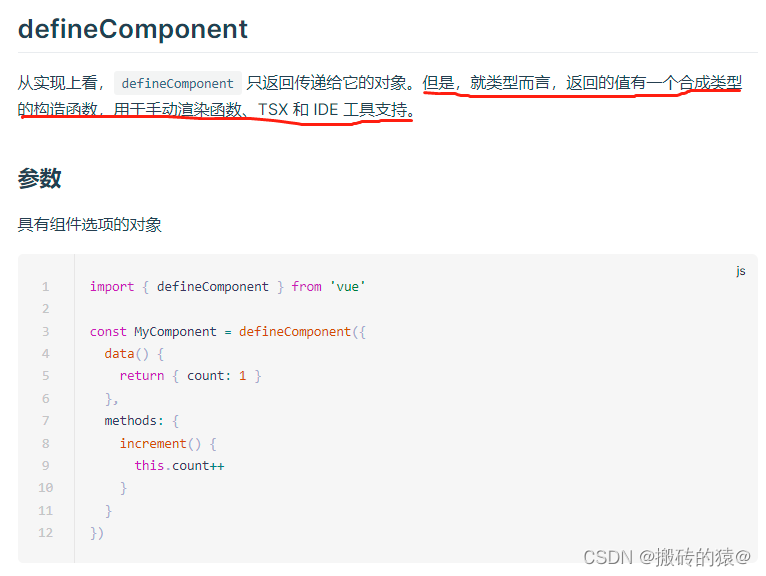 defineComponent
从实现上看， defineComponent 只返回传递给它的对象。但是，就类型而言，返回的值有一个合成类型
的构造函数，用于手动渲染函数、TSX 和 IDE 工具支持。
参数
具有组件选项的对象
js
1 import { defineComponent } from 'vue'
2
3 const MyComponent = defineComponent({
4 data() {
5 return { count: 1 }
6 },
7 methods: {
8 increment() {
9 this.count++
10 }
11 }
12 })
CSDN @搬砖的猿@